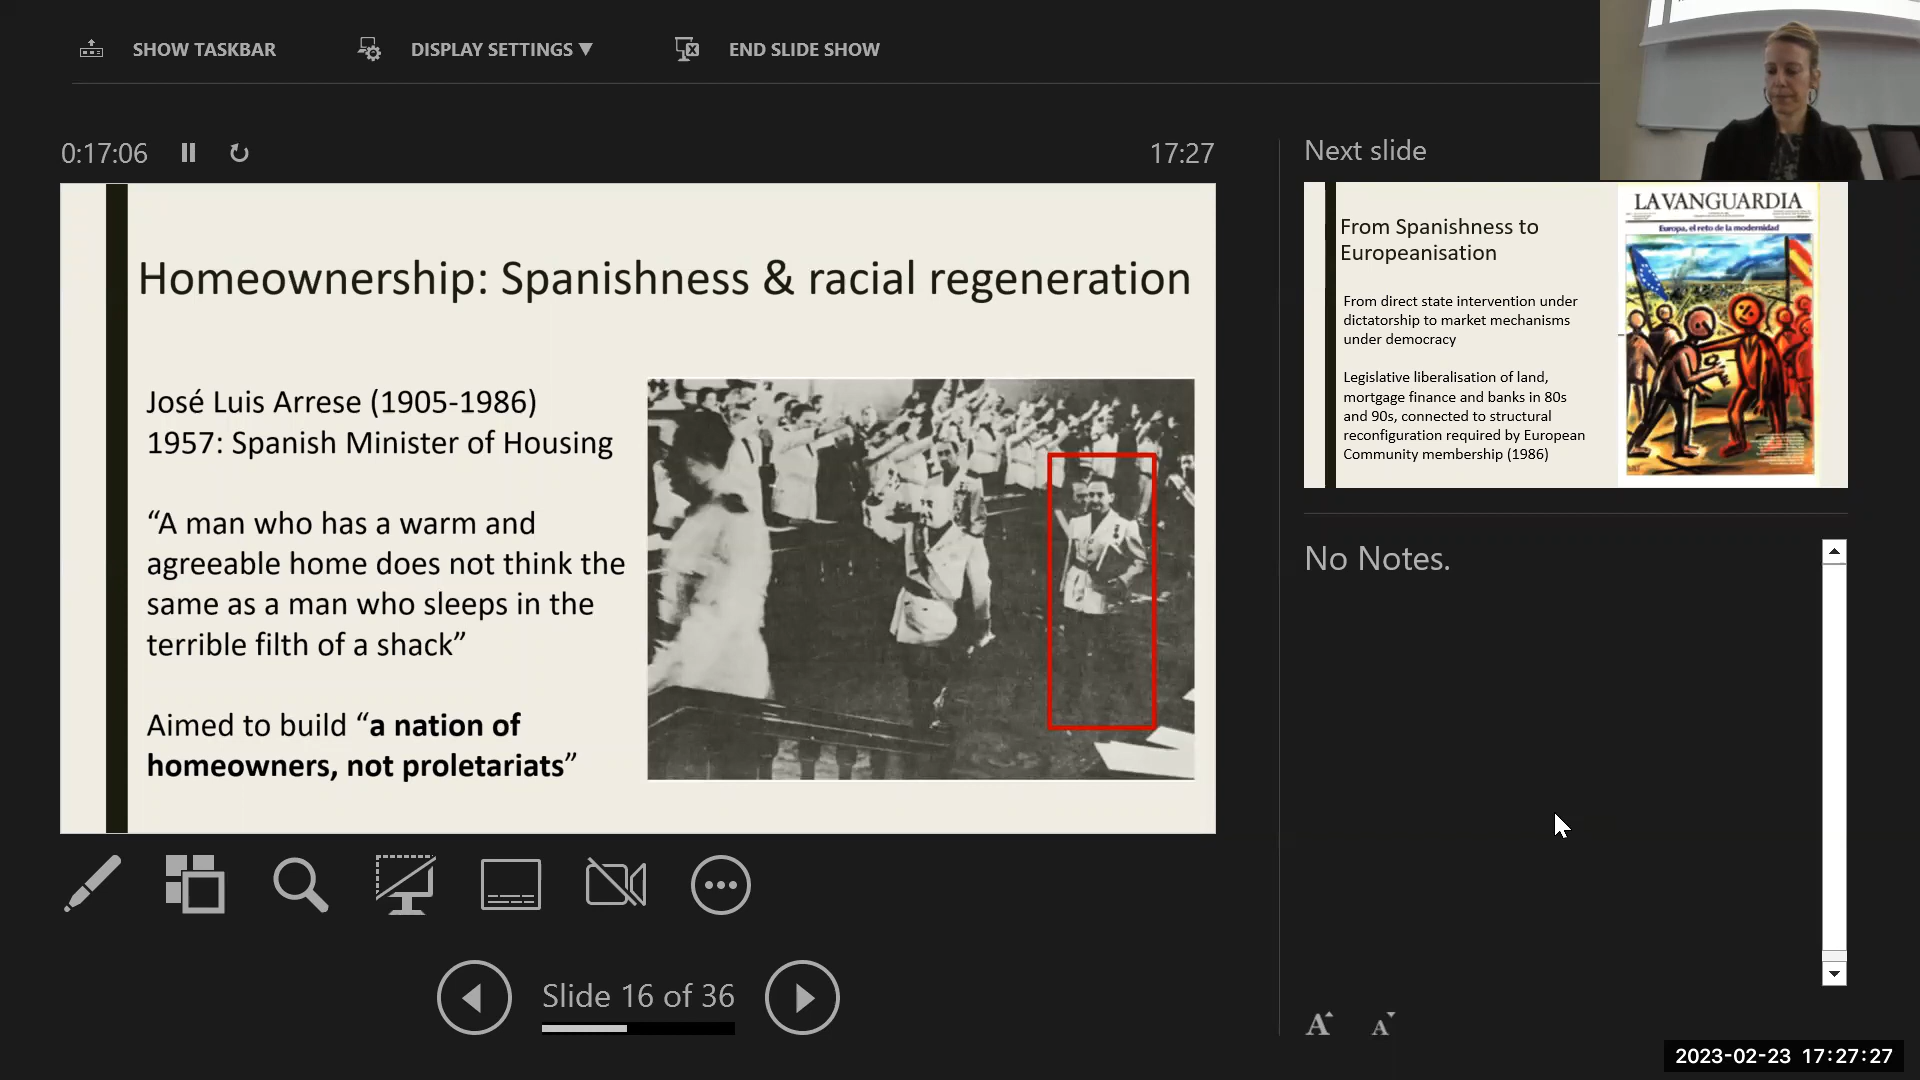 SHOW TASKBAR
DISPLAY SETTINGS ▼
END SLIDE SHOW
0:17:06
17:27
Homeownership: Spanishness & racial regeneration
José Luis Arrese (1905-1986)
1957: Spanish Minister of Housing
“A man who has a warm and
agreeable home does not think the
same as a man who sleeps in the
terrible filth of a shack”
Aimed to build “a nation of
homeowners, not proletariats”
Slide 16 of 36
Next slide
From Spanishness to
Europeanisation
From direct state intervention under
dictatorship to market mechanisms
under democracy
Legislative liberalisation of land,
mortgage finance and banks in 80s
and 90s, connected to structural
reconfiguration required by European
Community membership (1986)
LA VANGUARDIA
Europa, el reto de la modernidad
No Notes.
A A
2023-02-23 17:27:27